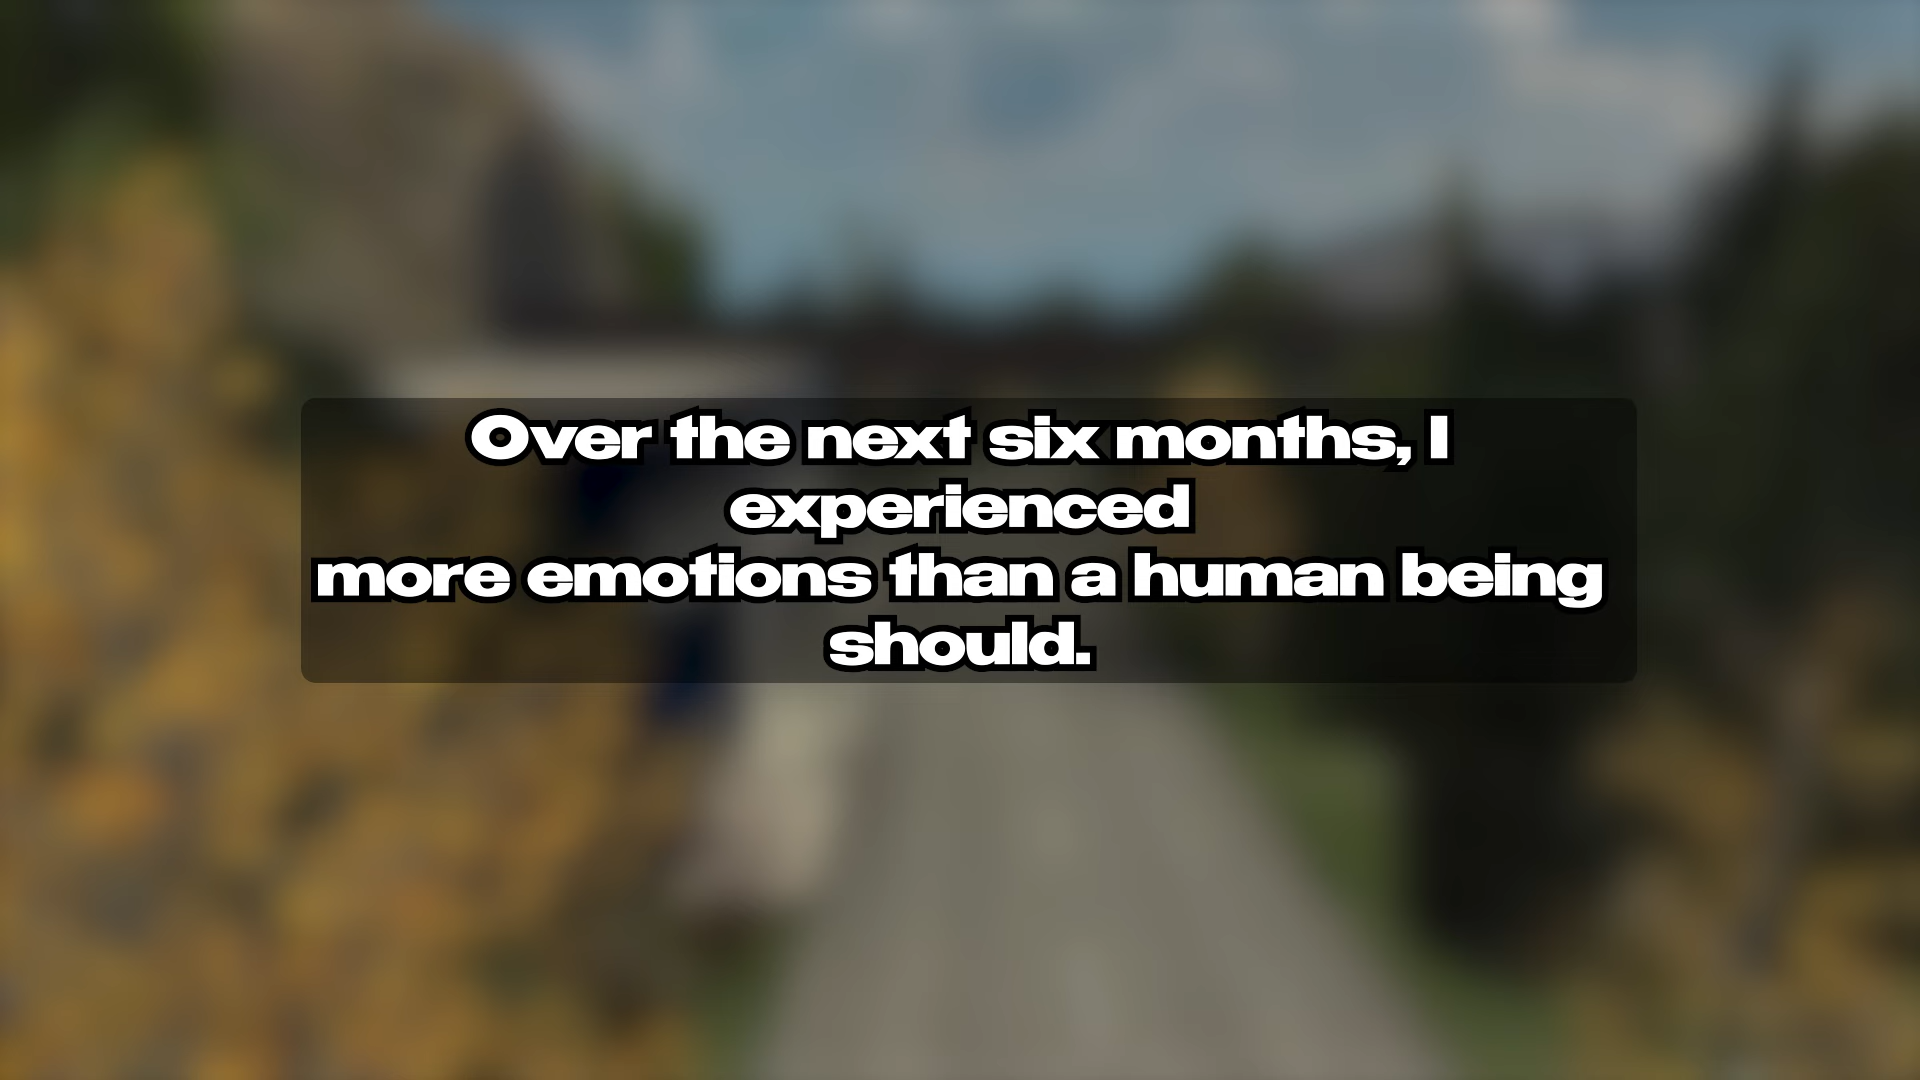 Over the next six months, I
experienced
more emotions than a human being
should.